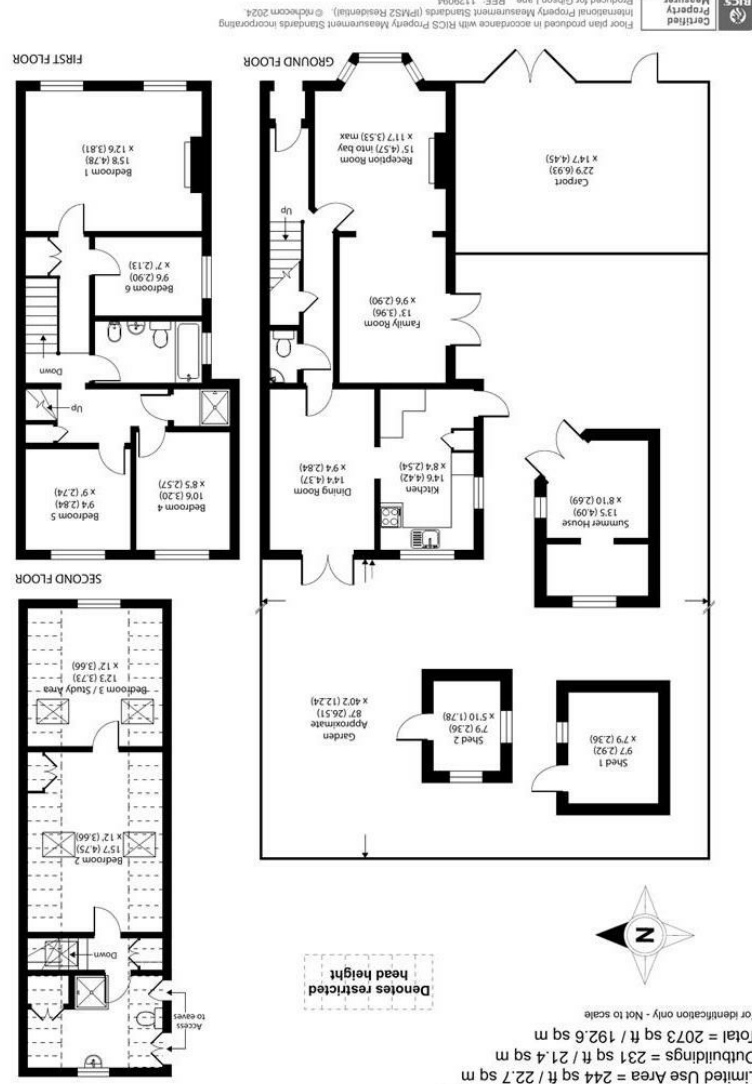 Limited Use Area = 244 sq ft / 22.7 sq m
Outbuildings = 231 sq ft / 21.4 sq m
Total = 2073 sq ft / 192.6 sq m
For identification only - Not to scale
N
Denotes restricted
head height
Access
to eaves
Down
Bedroom 2
15'7 (4.75)
x 12' (3.66)
Bedroom 3 / Study Area
12'3 (3.73)
x 12' (3.66)
SECOND FLOOR
Shed 1
9'7 (2.92)
x 7'9 (2.36)
Shed 2
7'9 (2.36)
x 5'10 (1.78)
Garden
Approximate
87' (26.51)
x 40'2 (12.24)
Summer House
13'5 (4.09)
x 8'10 (2.69)
Kitchen
14'6 (4.42)
x 8'4 (2.54)
Dining Room
14'4 (4.37)
x 9'4 (2.84)
Family Room
13' (3.96)
x 9'6 (2.90)
Up
Carport
22'9 (6.93)
x 14'7 (4.45)
Reception Room
15' (4.57) into bay
x 11'7 (3.53) max
GROUND FLOOR
Bedroom 4
10'6 (3.20)
x 8'5 (2.57)
Bedroom 5
9'4 (2.84)
x 9' (2.74)
Up
Down
Bedroom 6
9'6 (2.90)
x 7' (2.13)
Bedroom 1
15'8 (4.78)
x 12'6 (3.81)
FIRST FLOOR
Certified
Property
Measurer
RICS
Floor plan produced in accordance with RICS Property Measurement Standards incorporating
International Property Measurement Standards (IPMS2 Residential). © nichecom 2024.
Produced for Gibson Lane. REF: 1179094